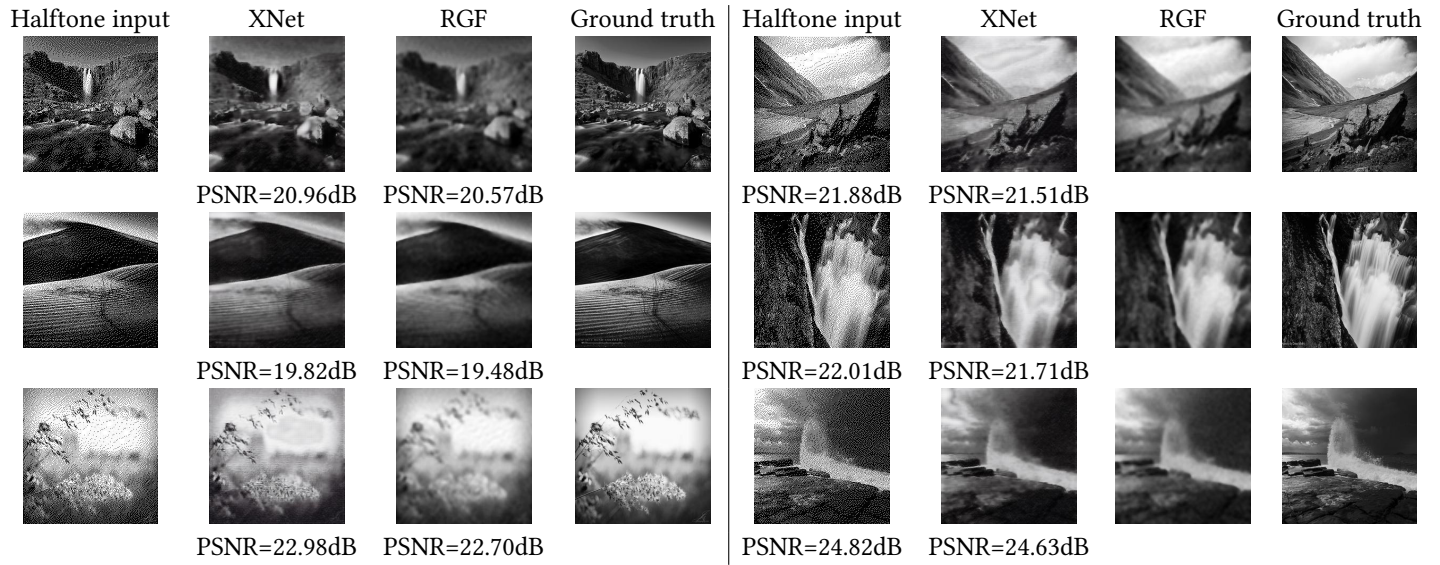 Halftone input XNet RGF Ground truth Halftone input XNet RGF Ground truth
PSNR=20.96dB PSNR=20.57dB PSNR=21.88dB PSNR=21.51dB
PSNR=19.82dB PSNR=19.48dB PSNR=22.01dB PSNR=21.71dB
PSNR=22.98dB PSNR=22.70dB PSNR=24.82dB PSNR=24.63dB